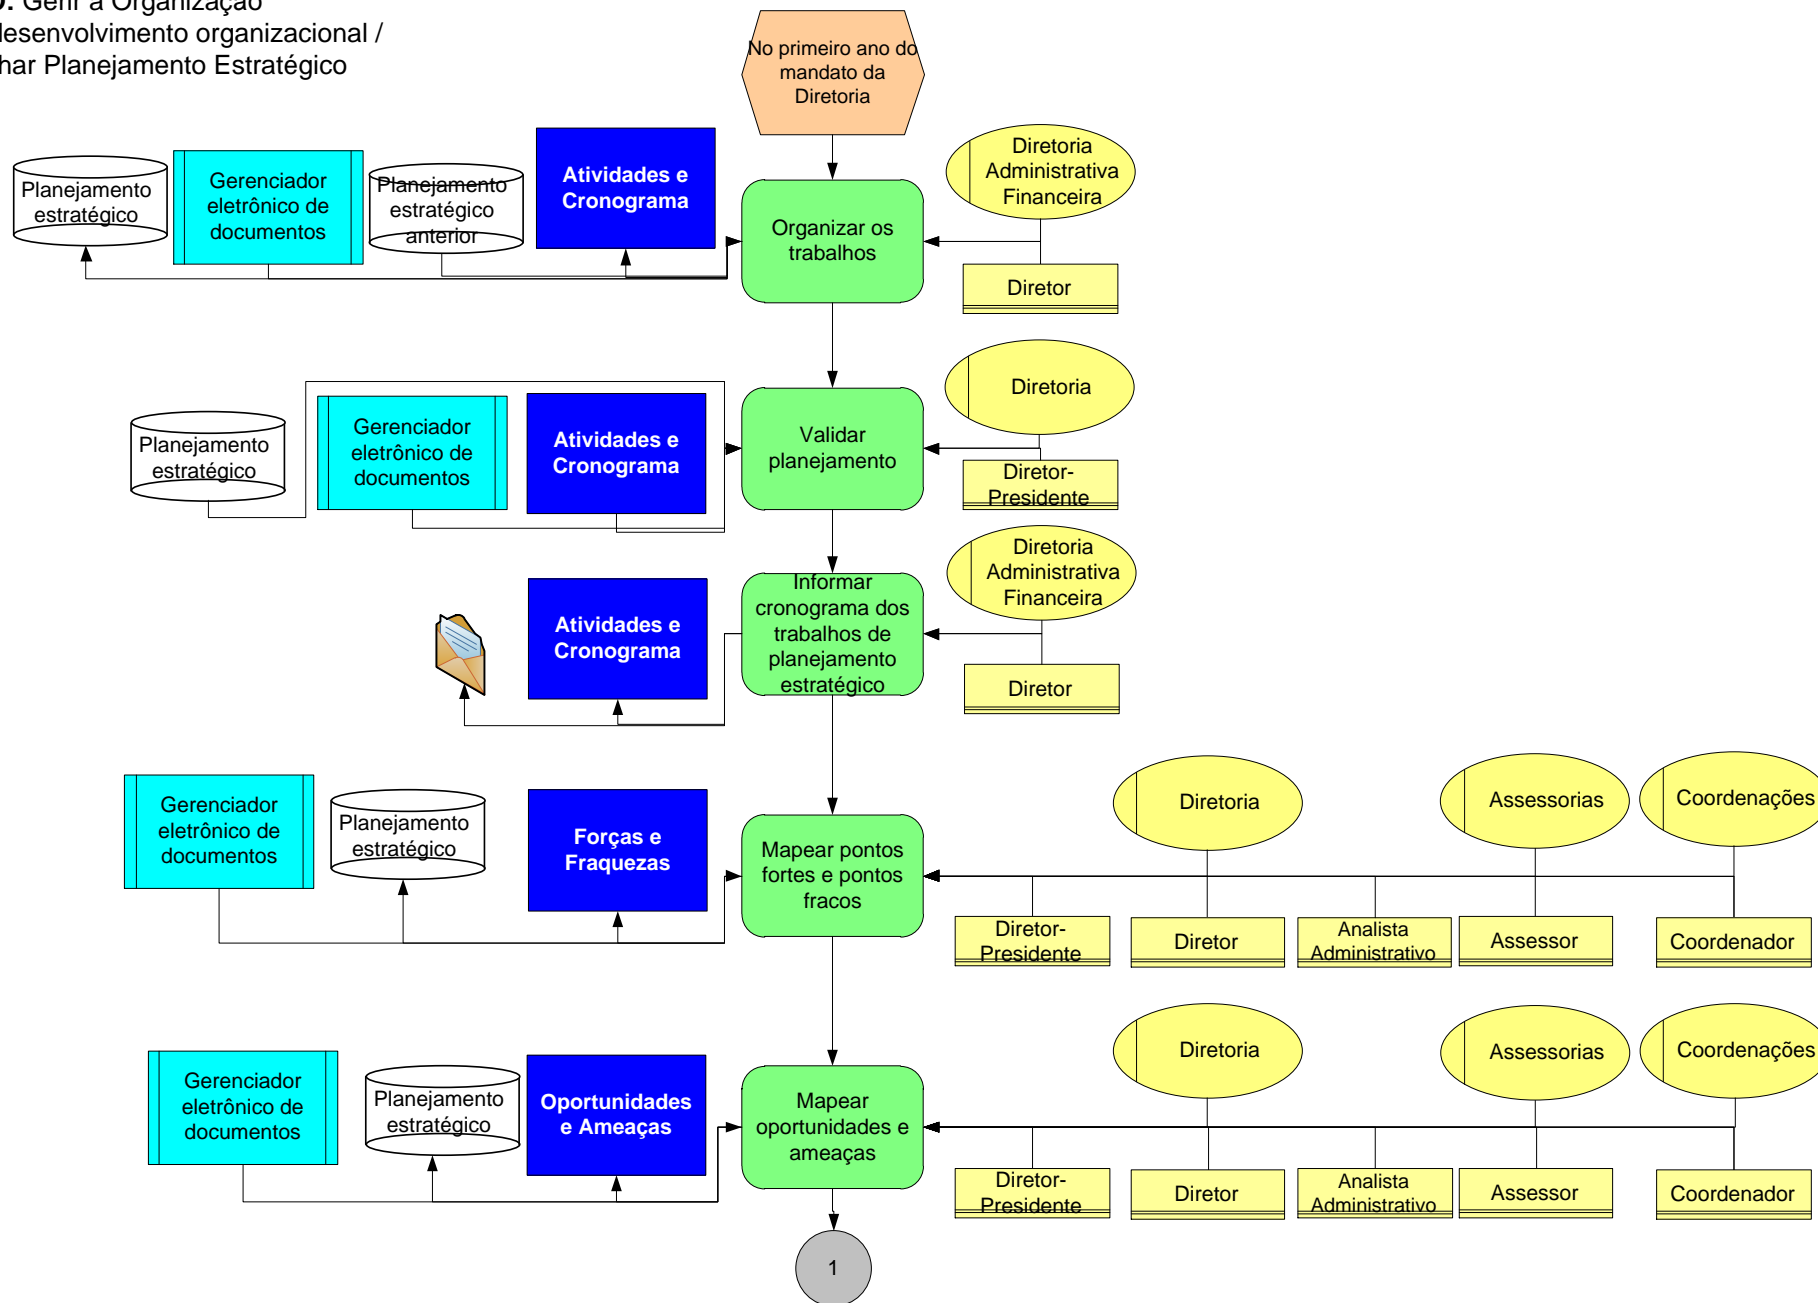 O: Gerir a Organização
desenvolvimento organizacional /
har Planejamento Estratégico
No primeiro ano do
mandato da
Diretoria
Planejamento
estratégico
Gerenciador
eletrônico de
documentos
Planejamento
estratégico
anterior
Atividades e
Cronograma
Organizar os
trabalhos
Diretoria
Administrativa
Financeira
Diretor
Planejamento
estratégico
Gerenciador
eletrônico de
documentos
Atividades e
Cronograma
Validar
planejamento
Diretoria
Diretor-
Presidente
Atividades e
Cronograma
Informar
cronograma dos
trabalhos de
planejamento
estratégico
Diretoria
Administrativa
Financeira
Diretor
Gerenciador
eletrônico de
documentos
Planejamento
estratégico
Forças e
Fraquezas
Mapear pontos
fortes e pontos
fracos
Diretoria
Assessorias
Coordenações
Diretor-
Presidente
Diretor
Analista
Administrativo
Assessor
Coordenador
Gerenciador
eletrônico de
documentos
Planejamento
estratégico
Oportunidades
e Ameaças
Mapear
oportunidades e
ameaças
Diretoria
Assessorias
Coordenações
Diretor-
Presidente
Diretor
Analista
Administrativo
Assessor
Coordenador
1